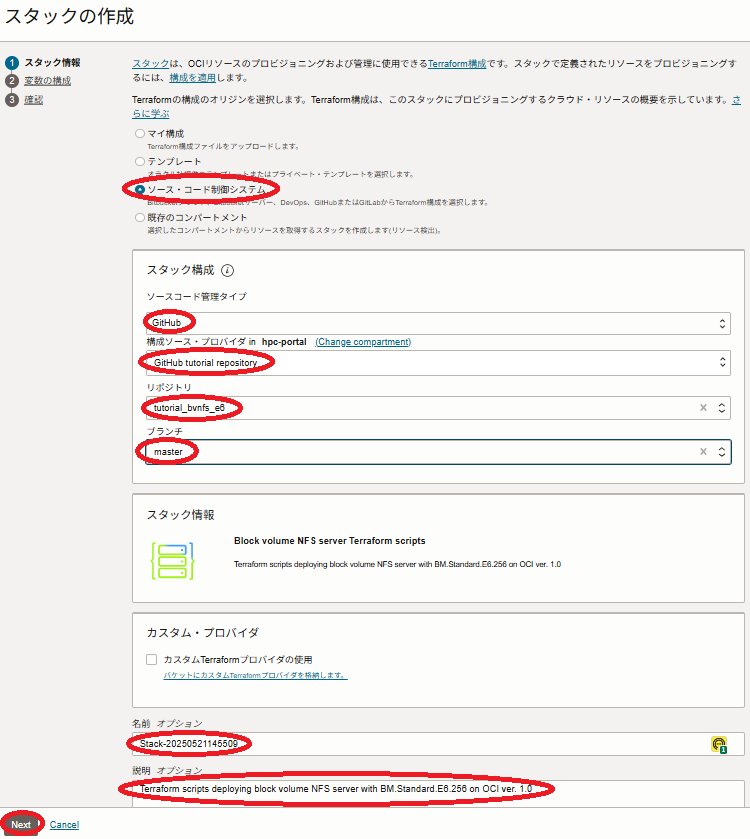 スタックの作成
1 スタック情報
2 変数の構成
3 確認
スタックは、OCIリソースのプロビジョニングおよび管理に使用できるTerraform構成です。スタックで定義されたリソースをプロビジョニングす
るには、構成を適用します。
Terraformの構成のオリジンを選択します。Terraform構成は、このスタックにプロビジョニングするクラウド・リソースの概要を示しています。さ
らに学ぶ
マイ構成
Terraform構成ファイルをアップロードします。
テンプレート
テンプレートまたはプライベート・テンプレートを選択します。
ソース・コード制御システム
サーバー、DevOps、GitHubまたはGitLabからTerraform構成を選択します。
既存のコンパートメント
選択したコンパートメントからリソースを取得するスタックを作成します(リソース検出)。
スタック構成 i
ソースコード管理タイプ
GitHub
構成ソース・プロバイダ in hpc-portal (Change compartment)
GitHub tutorial repository
リポジトリ
tutorial_bvnfs_e6
ブランチ
master
スタック情報
Block volume NFS server Terraform scripts
Terraform scripts deploying block volume NFS server with BM.Standard.E6.256 on OCI ver. 1.0
カスタム・プロバイダ
カスタムTerraformプロバイダの使用
バケットにカスタムTerraformプロバイダを格納します。
名前 オプション
Stack-20250521145509
1
説明 オプション
Terraform scripts deploying block volume NFS server with BM.Standard.E6.256 on OCI ver. 1.0
Next Cancel